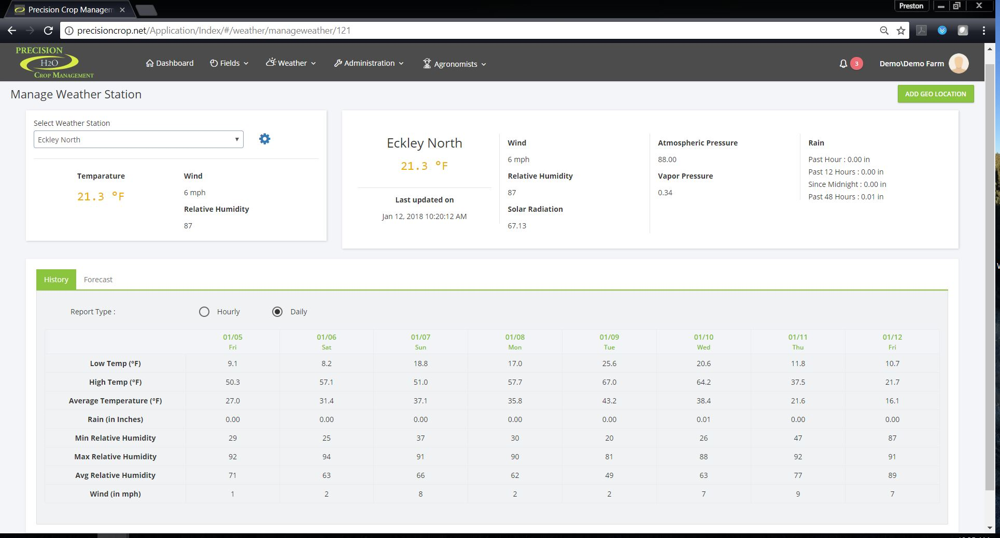 Precision Crop Managem
Preston
precisioncrop.net/Application/Index/#/weather/manageweather/121
PRECISION
H2O
CROP MANAGEMENT
Dashboard Fields Weather Administration Agronomists
3 Demo\Demo Farm
Manage Weather Station
ADD GEO LOCATION
Select Weather Station
Eckley North
Temparature
21.3 °F
Wind
6 mph
Relative Humidity
87
Eckley North
21.3 °F
Last updated on
Jan 12, 2018 10:20:12 AM
Wind
6 mph
Relative Humidity
87
Solar Radiation
67.13
Atmospheric Pressure
88.00
Vapor Pressure
0.34
Rain
Past Hour : 0.00 in
Past 12 Hours : 0.00 in
Since Midnight : 0.00 in
Past 48 Hours : 0.01 in
History Forecast
Report Type : Hourly Daily
01/05 01/06 01/07 01/08 01/09 01/10 01/11 01/12
Fri Sat Sun Mon Tue Wed Thu Fri
Low Temp (°F) 9.1 8.2 18.8 17.0 25.6 20.6 11.8 10.7
High Temp (°F) 50.3 57.1 51.0 57.7 67.0 64.2 37.5 21.7
Average Temperature (°F) 27.0 31.4 37.1 35.8 43.2 38.4 21.6 16.1
Rain (in Inches) 0.00 0.00 0.00 0.00 0.00 0.01 0.00 0.00
Min Relative Humidity 29 25 37 30 20 26 47 87
Max Relative Humidity 92 94 91 90 81 88 92 91
Avg Relative Humidity 71 63 66 62 49 63 77 89
Wind (in mph) 1 2 8 2 2 7 9 7